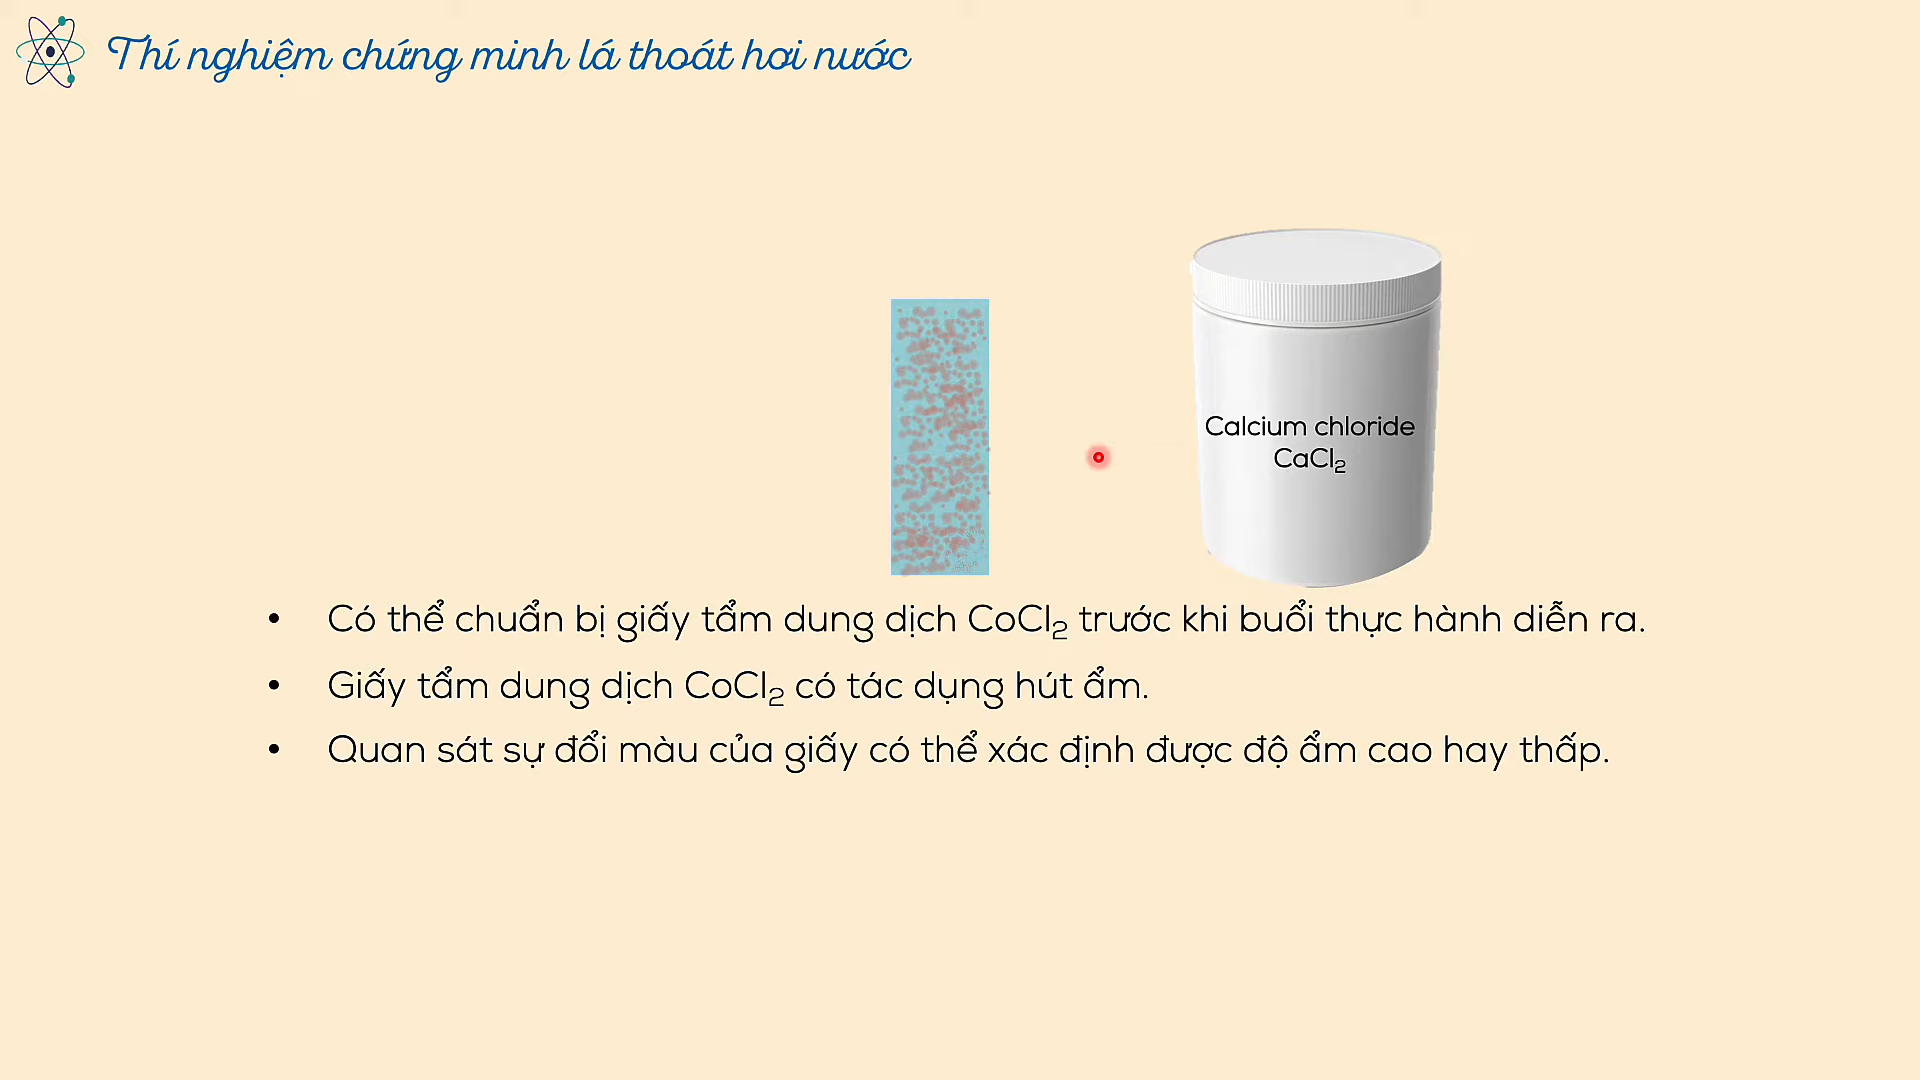 Thí nghiệm chứng minh lá thoát hơi nước
Calcium chloride
CaCl₂
• Có thể chuẩn bị giấy tẩm dung dịch CoCl₂ trước khi buổi thực hành diễn ra.
• Giấy tẩm dung dịch CoCl₂ có tác dụng hút ẩm.
• Quan sát sự đổi màu của giấy có thể xác định được độ ẩm cao hay thấp.